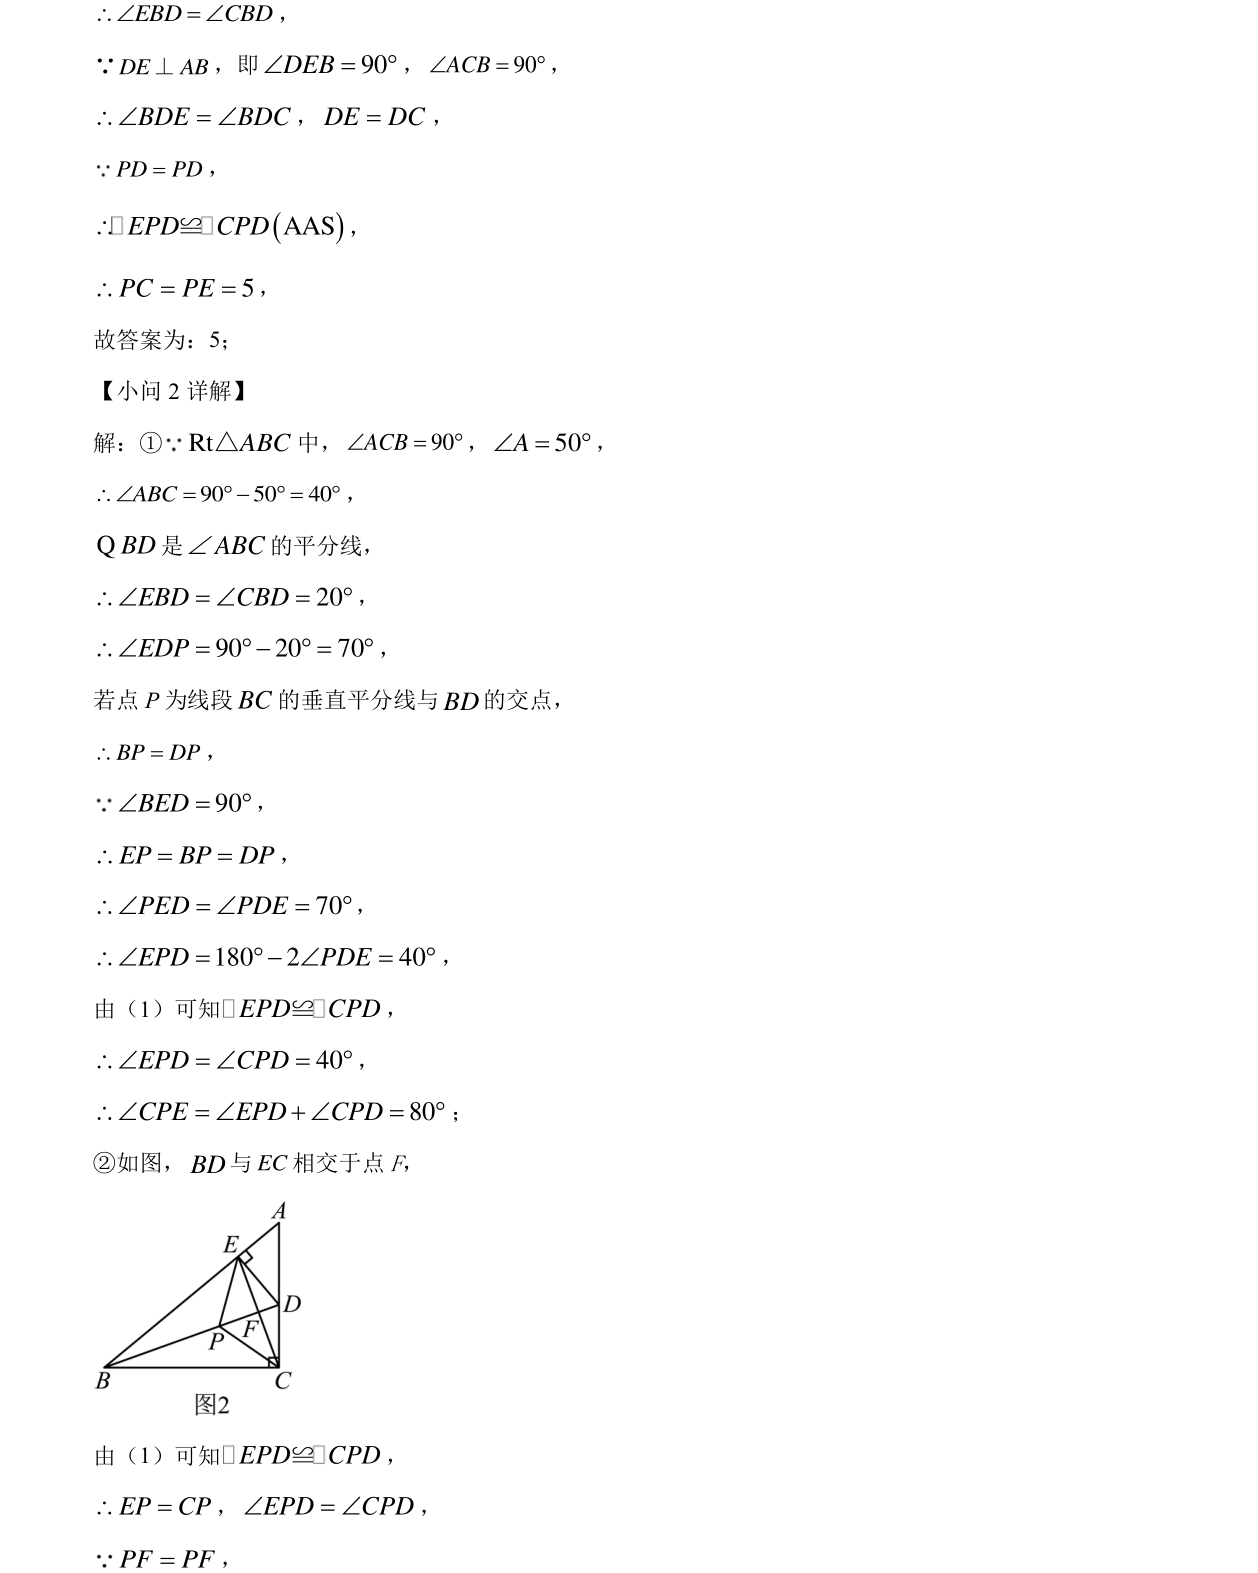 ∴∠EBD=∠CBD，
∵DE⊥AB，即∠DEB=90°，∠ACB=90°，
∴∠BDE=∠BDC，DE=DC，
∵PD=PD，
∴□EPD≌□CPD(AAS)，
∴PC=PE=5，
故答案为：5；
【小问 2 详解】
解：①∵Rt△ABC 中，∠ACB=90°，∠A=50°，
∴∠ABC=90°−50°=40°，
Q BD 是∠ABC 的平分线，
∴∠EBD=∠CBD=20°，
∴∠EDP=90°−20°=70°，
若点 P 为线段 BC 的垂直平分线与 BD 的交点，
∴BP=DP，
∵∠BED=90°，
∴EP=BP=DP，
∴∠PED=∠PDE=70°，
∴∠EPD=180°−2∠PDE=40°，
由（1）可知□EPD≌□CPD，
∴∠EPD=∠CPD=40°，
∴∠CPE=∠EPD+∠CPD=80°；
②如图，BD 与 EC 相交于点 F，
A
E
D
P F
B C
图2
由（1）可知□EPD≌□CPD，
∴EP=CP，∠EPD=∠CPD，
∵PF=PF，